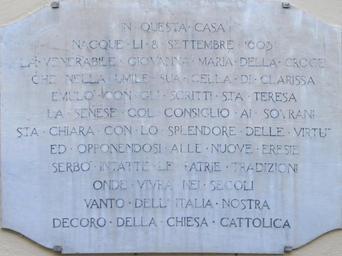 IN · QUESTA · CASA
NACQUE · LI · 8 · SETTEMBRE · 1603
LA · VENERABILE · GIOVANNA · MARIA · DELLA · CROCE
CHE · NELLA · UMILE · SUA · CELLA · DI · CLARISSA
EMULÒ · CON · GLI · SCRITTI · STA · TERESA
LA · SENESE · COL · CONSIGLIO · AI · SOVRANI
STA · CHIARA · CON · LO · SPLENDORE · DELLE · VIRTÙ
ED · OPPONENDOSI · ALLE · NUOVE · ERESIE
SERBÒ · INTATTE · LE · PATRIE · TRADIZIONI
ONDE · VIVRÀ · NEI · SECOLI
VANTO · DELL'ITALIA · NOSTRA
DECORO · DELLA · CHIESA · CATTOLICA